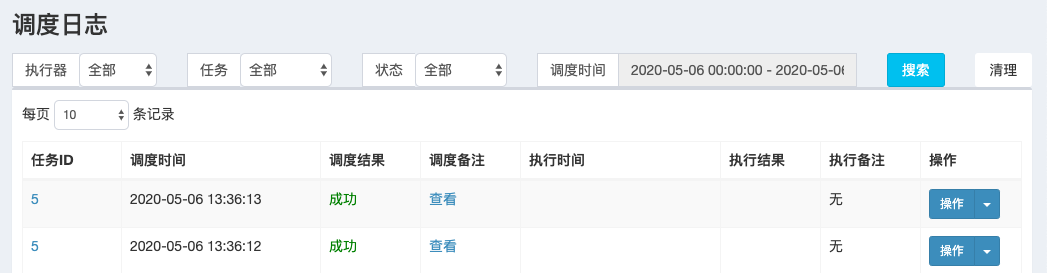 调度日志
执行器 全部 任务 全部 状态 全部 调度时间 2020-05-06 00:00:00 - 2020-05-06 搜索 清理
每页 10 条记录
任务ID 调度时间 调度结果 调度备注 执行时间 执行结果 执行备注 操作
5 2020-05-06 13:36:13 成功 查看 无 操作
5 2020-05-06 13:36:12 成功 查看 无 操作